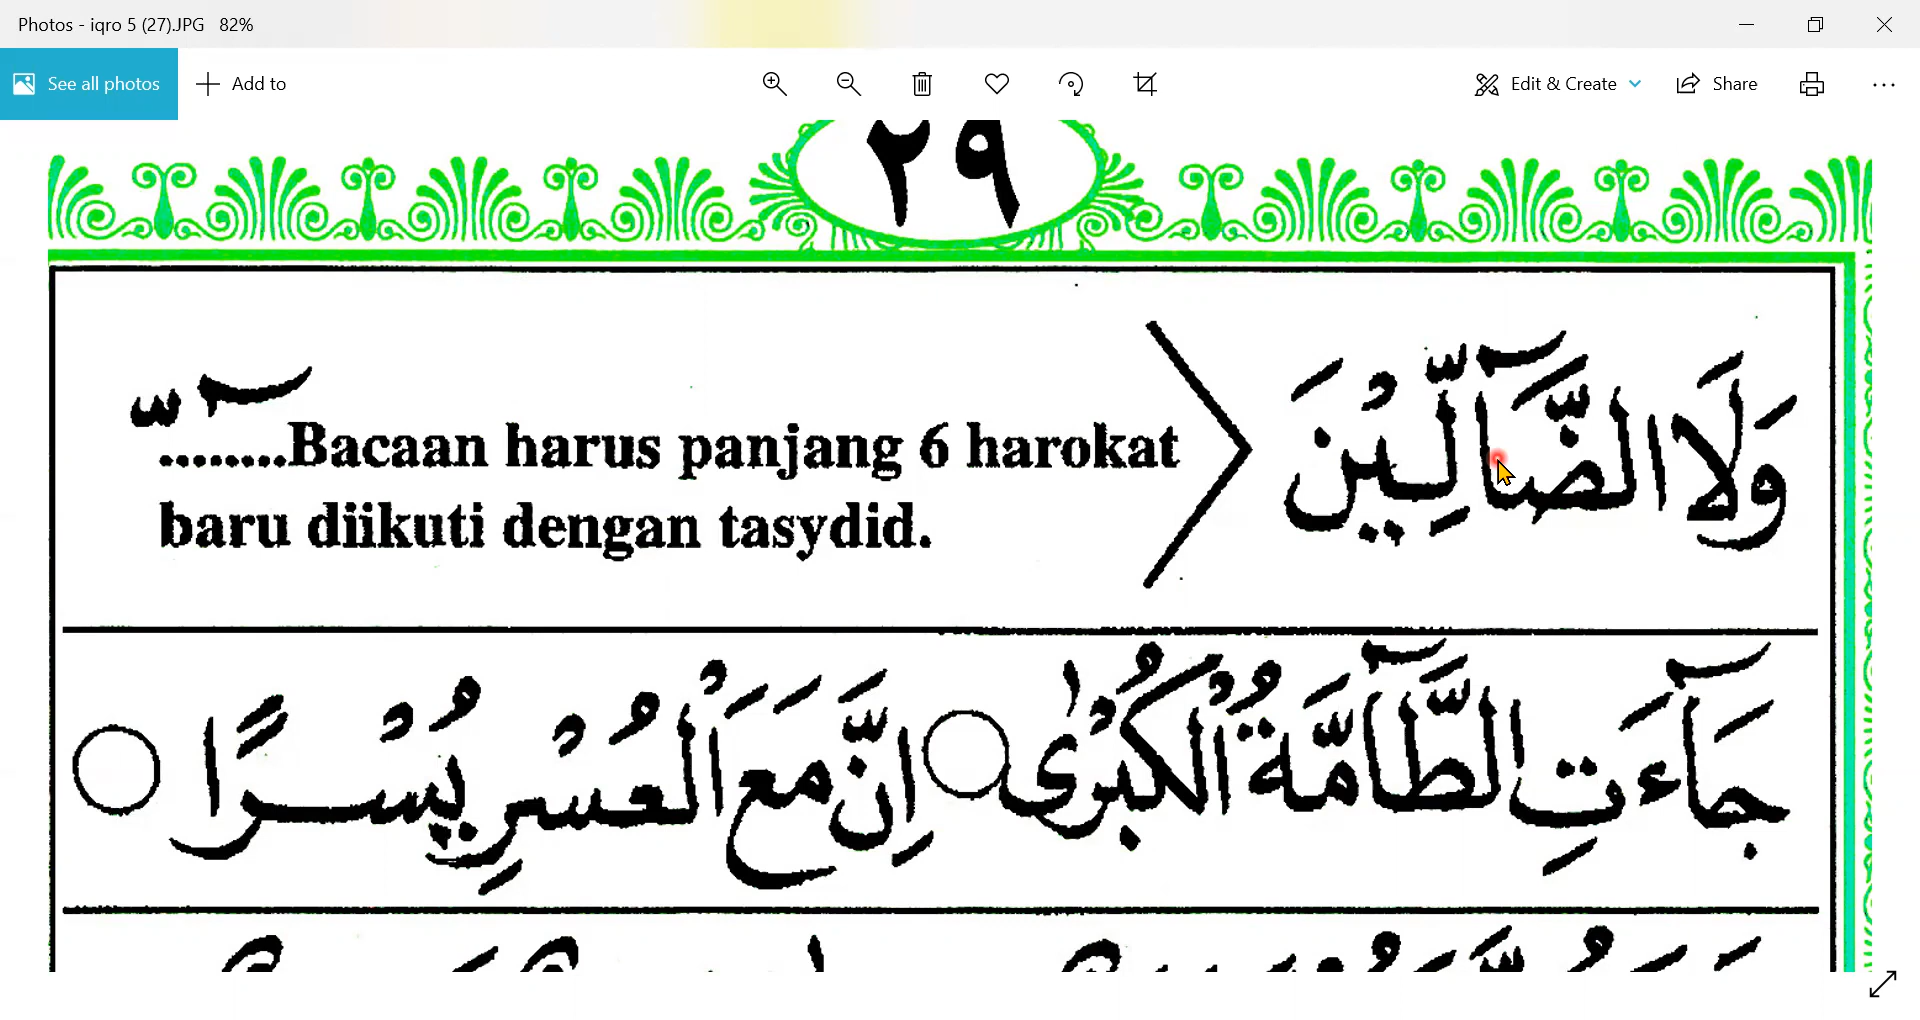 Photos - iqro 5 (27).JPG 82%
See all photos
Add to
Edit & Create
Share
٢٩
وَلَا الضَّآلِّيْنَ
........Bacaan harus panjang 6 harokat
baru diikuti dengan tasydid.
جَآءَتِ الطَّآمَّةُ الْكُبْرٰى ○ اِنَّ مَعَ الْعُسْرِ يُسْرًا ○